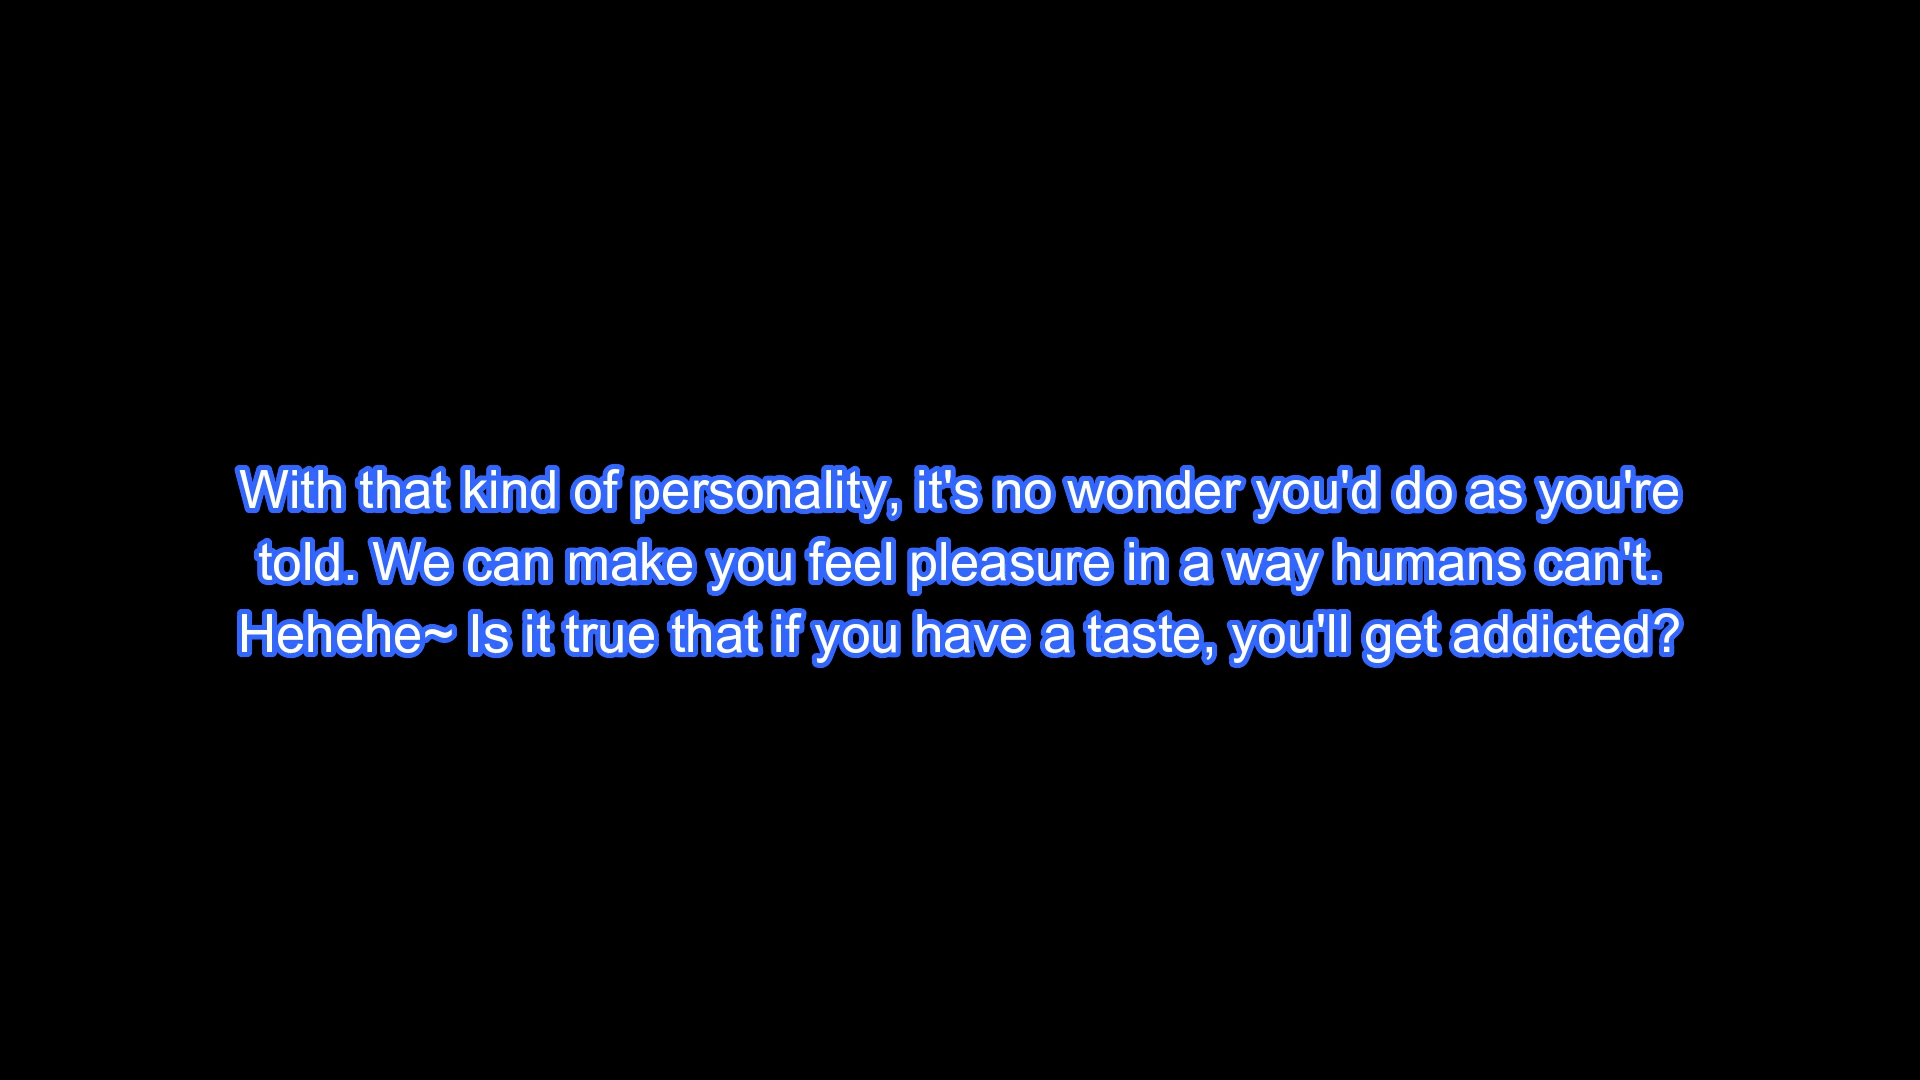 With that kind of personality, it's no wonder you'd do as you're
told. We can make you feel pleasure in a way humans can't.
Hehehe~ Is it true that if you have a taste, you'll get addicted?